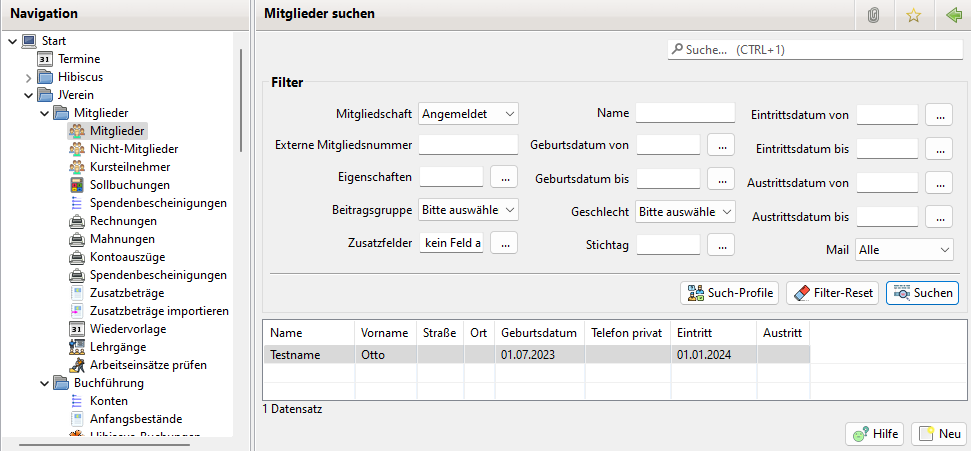 Navigation
Start
31 Termine
Hibiscus
JVerein
Mitglieder
Mitglieder
Nicht-Mitglieder
Kursteilnehmer
Sollbuchungen
Spendenbescheinigungen
Rechnungen
Mahnungen
Kontoauszüge
Spendenbescheinigungen
Zusatzbeträge
Zusatzbeträge importieren
31 Wiedervorlage
Lehrgänge
Arbeitseinsätze prüfen
Buchführung
Konten
Anfangsbestände
Hibiscus-Buchungen
Mitglieder suchen
Suche... (CTRL+1)
Filter
Mitgliedschaft Angemeldet
Externe Mitgliedsnummer
Eigenschaften ...
Beitragsgruppe Bitte auswähle
Zusatzfelder kein Feld a ...
Name
Geburtsdatum von ...
Geburtsdatum bis ...
Geschlecht Bitte auswähle
Stichtag ...
Eintrittsdatum von ...
Eintrittsdatum bis ...
Austrittsdatum von ...
Austrittsdatum bis ...
Mail Alle
Such-Profile Filter-Reset Suchen
Name Vorname Straße Ort Geburtsdatum Telefon privat Eintritt Austritt
Testname Otto 01.07.2023 01.01.2024
1 Datensatz
Hilfe Neu